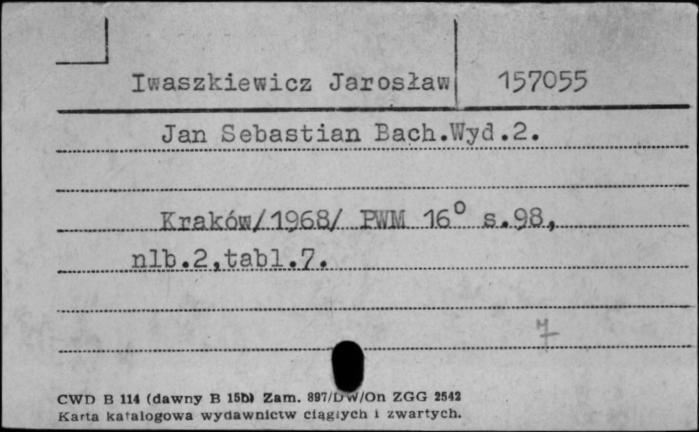 Iwaszkiewicz Jarosław 157055
Jan Sebastian Bach.Wyd.2.
Kraków/1968/ PWM 16° s.98,
nlb.2,tabl.7.
7
CWD B 114 (dawny B 15b) Zam. 897/DW/On ZGG 2542
Karta katalogowa wydawnictw ciągłych i zwartych.